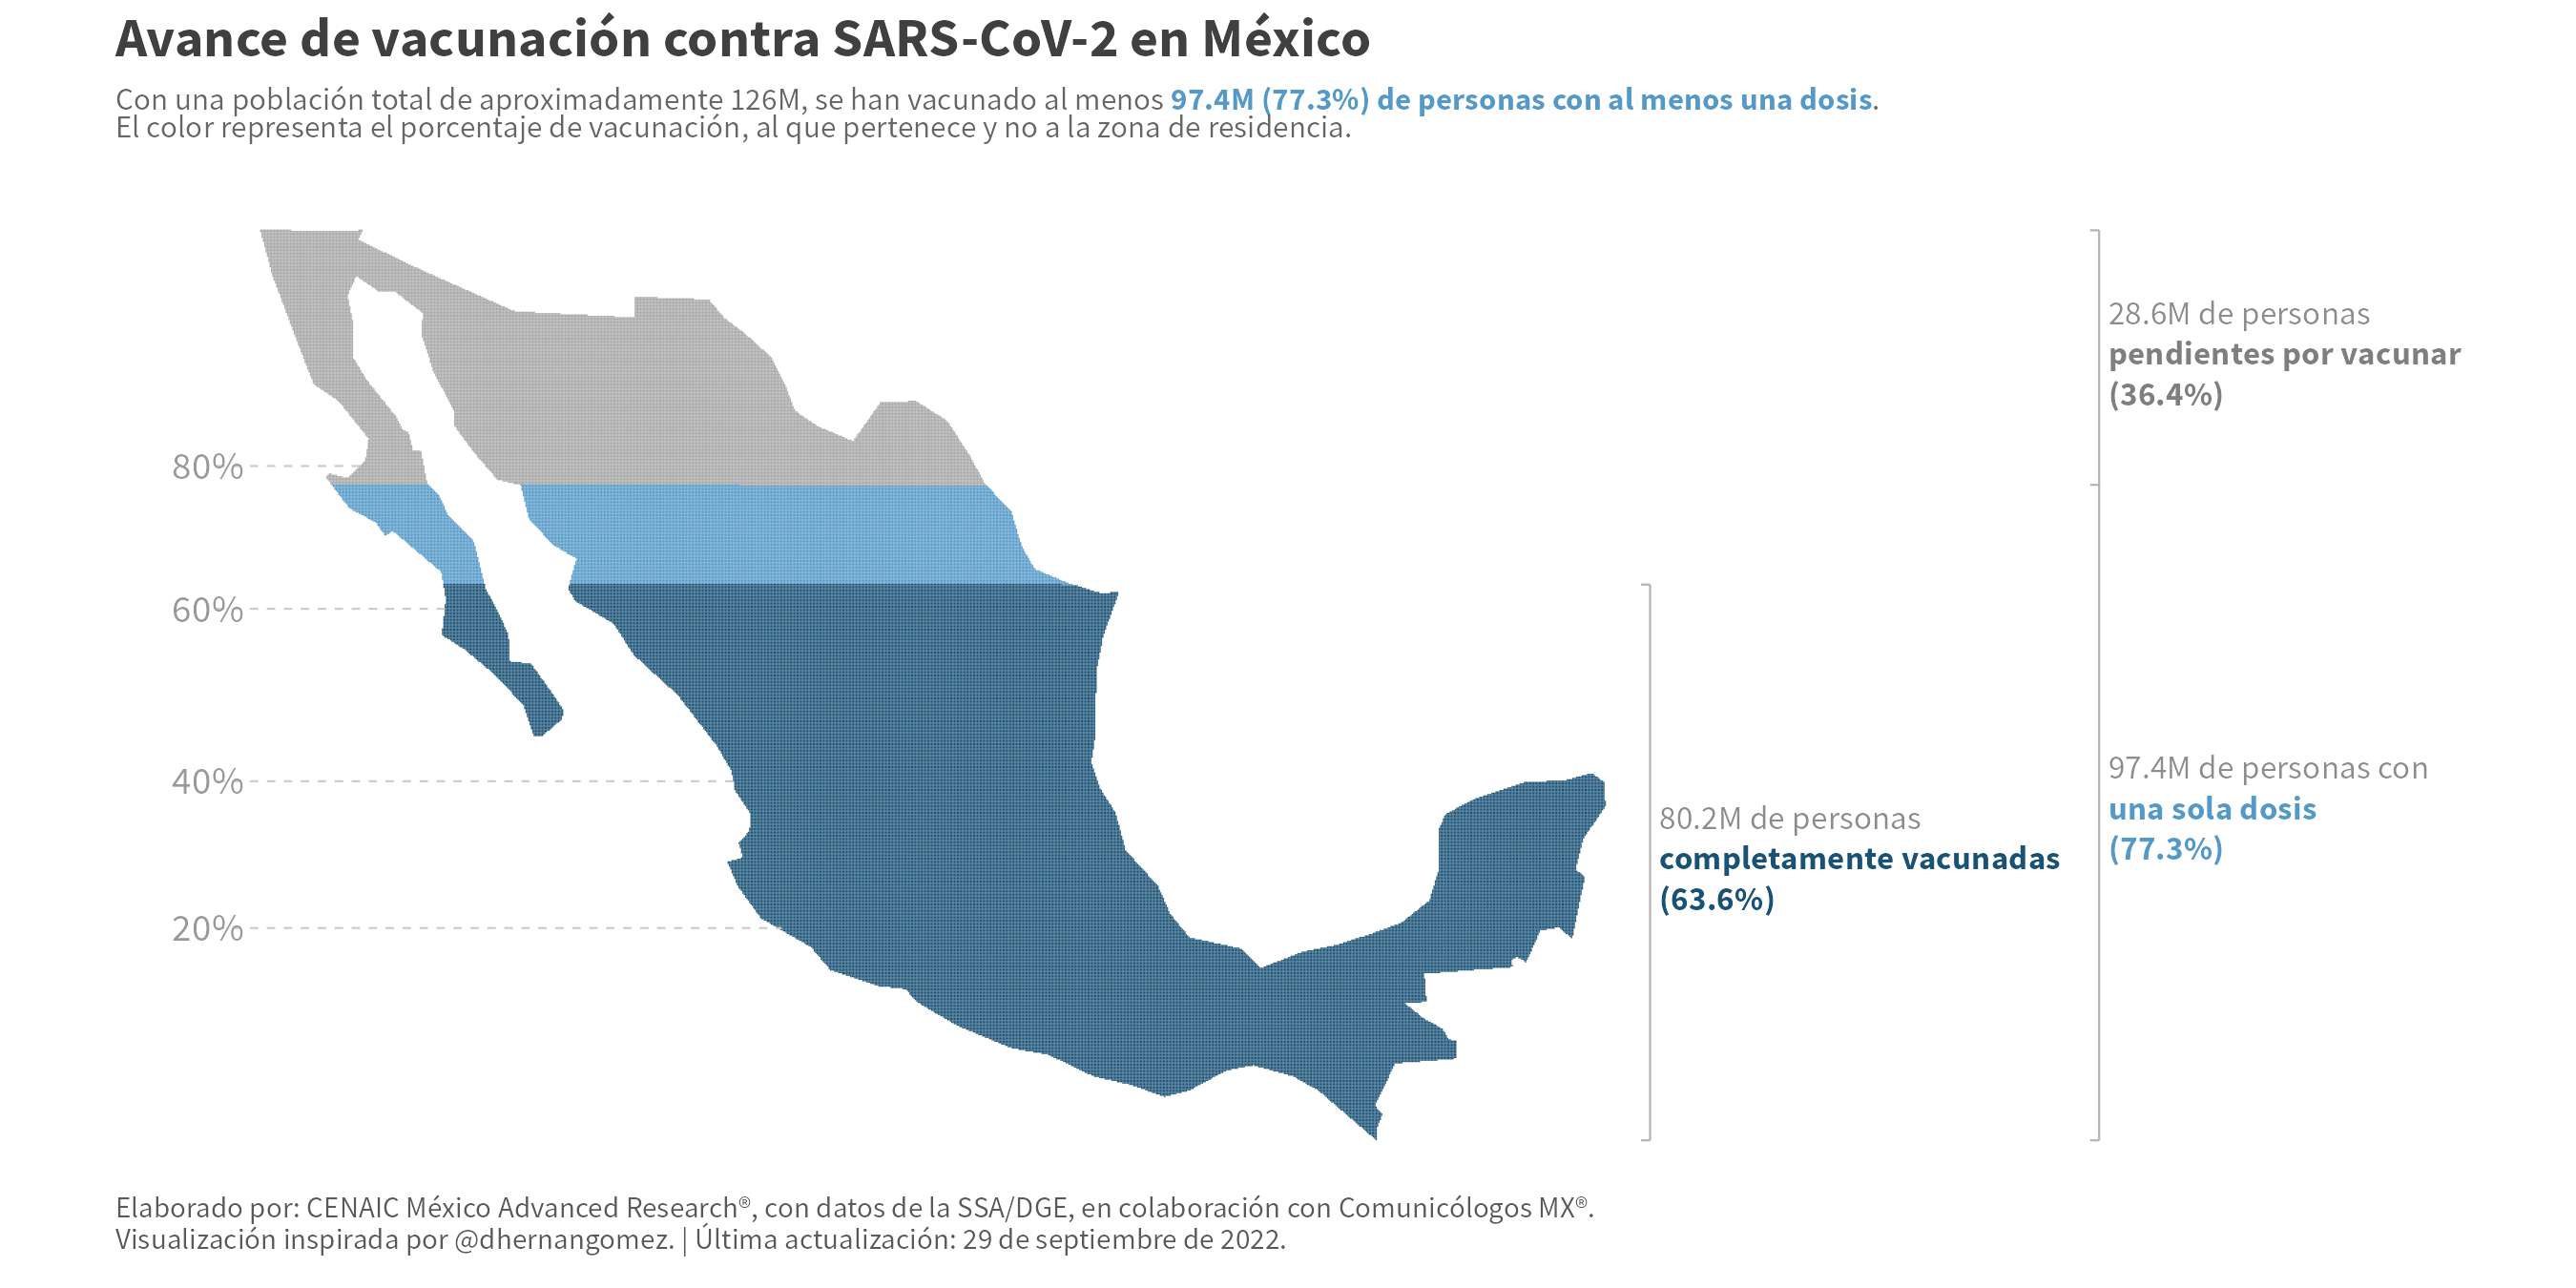 Avance de vacunación contra SARS-CoV-2 en México
Con una población total de aproximadamente 126M, se han vacunado al menos 97.4M (77.3%) de personas con al menos una dosis.
El color representa el porcentaje de vacunación, al que pertenece y no a la zona de residencia.
28.6M de personas
pendientes por vacunar
(36.4%)
80%
60%
40%
20%
80.2M de personas
completamente vacunadas
(63.6%)
97.4M de personas con
una sola dosis
(77.3%)
Elaborado por: CENAIC México Advanced Research®, con datos de la SSA/DGE, en colaboración con Comunicólogos MX®.
Visualización inspirada por @dhernangomez. | Última actualización: 29 de septiembre de 2022.